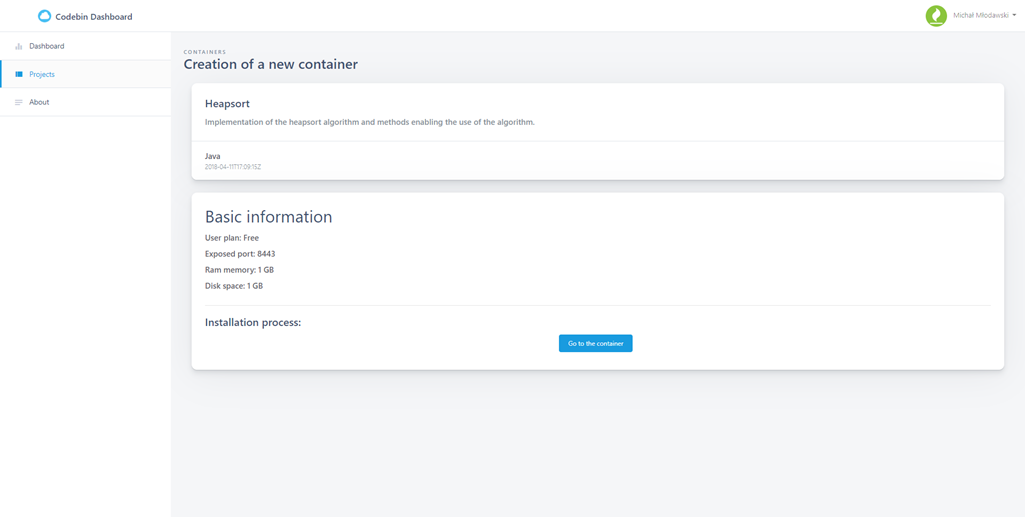 Codebin Dashboard
Michał Młodawski
Dashboard
Projects
About
CONTAINERS
Creation of a new container
Heapsort
Implementation of the heapsort algorithm and methods enabling the use of the algorithm.
Java
2018-04-11T17:09:15Z
Basic information
User plan: Free
Exposed port: 8443
Ram memory: 1 GB
Disk space: 1 GB
Installation process:
Go to the container